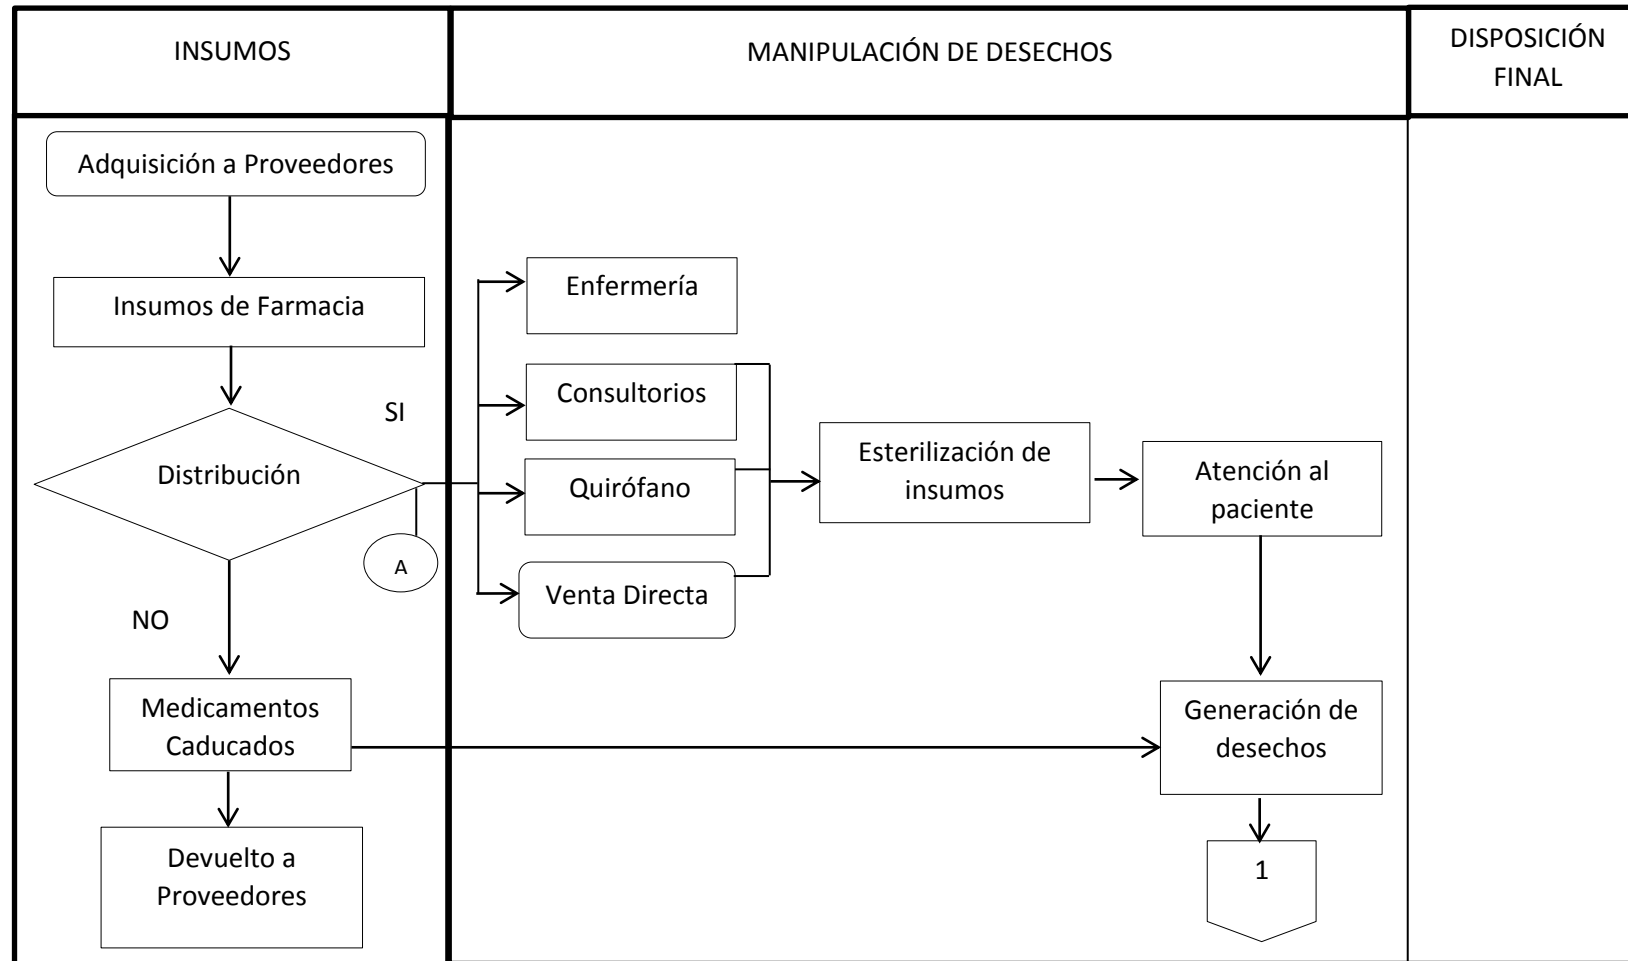 INSUMOS
MANIPULACIÓN DE DESECHOS
DISPOSICIÓN
FINAL
Adquisición a Proveedores
Insumos de Farmacia
Distribución
SI
A
NO
Medicamentos
Caducados
Devuelto a
Proveedores
Enfermería
Consultorios
Quirófano
Venta Directa
Esterilización de
insumos
Atención al
paciente
Generación de
desechos
1